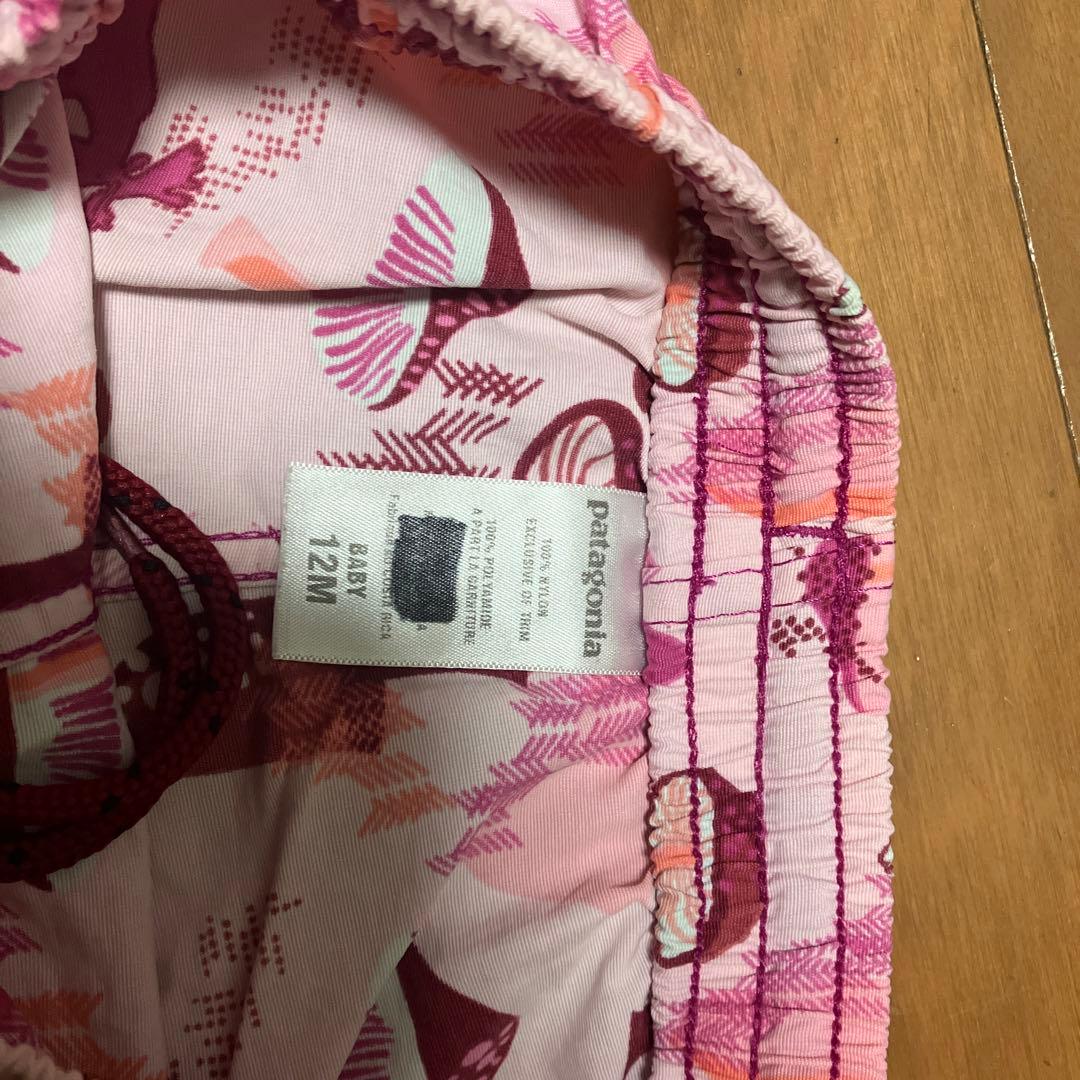 patagonia
100% NYLON
EXCLUSIVE OF TRIM
100% POLYAMIDE
A PART LA GARNITURE
BABY
12M